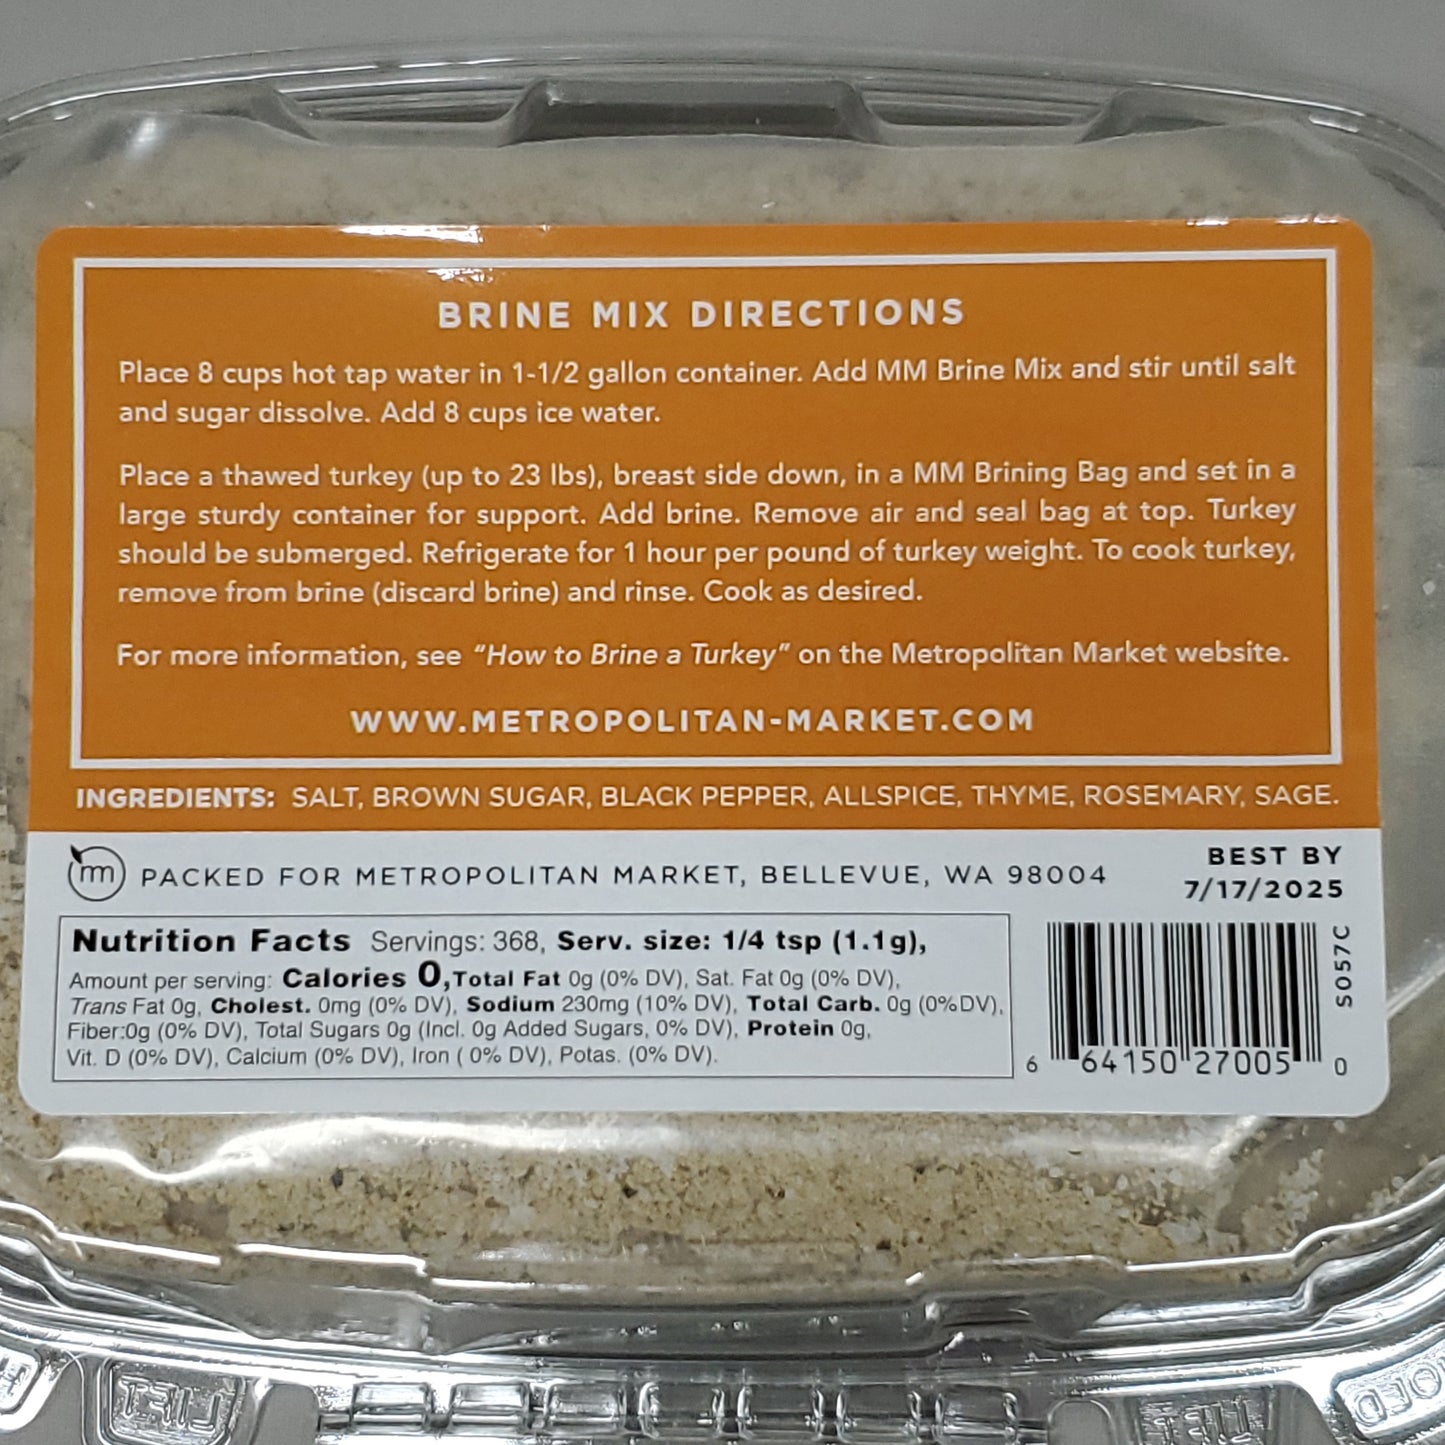 BRINE MIX DIRECTIONS
Place 8 cups hot tap water in 1-1/2 gallon container. Add MM Brine Mix and stir until salt
and sugar dissolve. Add 8 cups ice water.
Place a thawed turkey (up to 23 lbs), breast side down, in a MM Brining Bag and set in a
large sturdy container for support. Add brine. Remove air and seal bag at top. Turkey
should be submerged. Refrigerate for 1 hour per pound of turkey weight. To cook turkey,
remove from brine (discard brine) and rinse. Cook as desired.
For more information, see "How to Brine a Turkey" on the Metropolitan Market website.
WWW.METROPOLITAN-MARKET.COM
INGREDIENTS: SALT, BROWN SUGAR, BLACK PEPPER, ALLSPICE, THYME, ROSEMARY, SAGE.
m PACKED FOR METROPOLITAN MARKET, BELLEVUE, WA 98004
BEST BY
7/17/2025
Nutrition Facts Servings: 368, Serv. size: 1/4 tsp (1.1g),
Amount per serving: Calories 0,Total Fat 0g (0% DV), Sat. Fat 0g (0% DV),
Trans Fat 0g, Cholest. 0mg (0% DV), Sodium 230mg (10% DV), Total Carb. 0g (0%DV),
Fiber:0g (0% DV), Total Sugars 0g (Incl. 0g Added Sugars, 0% DV), Protein 0g,
Vit. D (0% DV), Calcium (0% DV), Iron ( 0% DV), Potas. (0% DV).
S057C
6 64150 27005 0
LIFT
LIFT